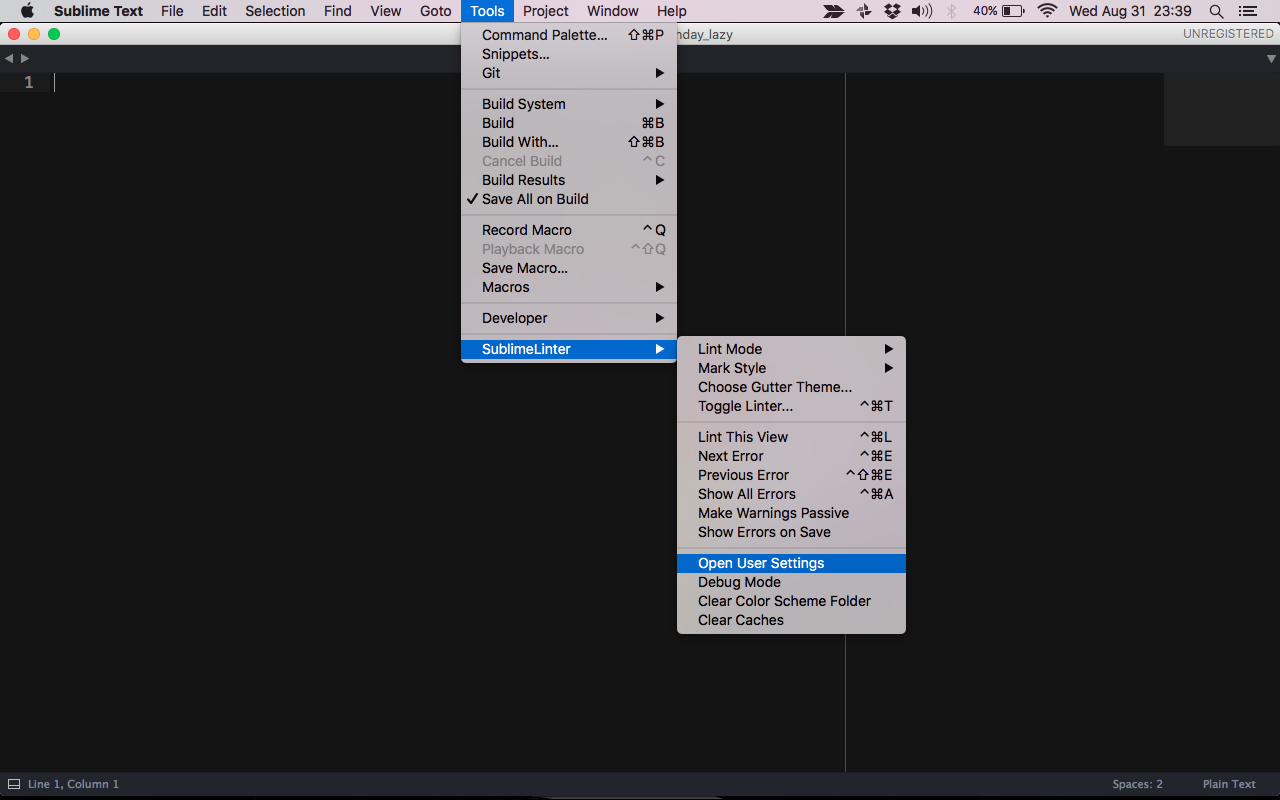 Sublime Text File Edit Selection Find View Goto Tools Project Window Help 40% Wed Aug 31 23:39
nday_lazy UNREGISTERED
Command Palette... ⇧⌘P
Snippets...
Git
1
Build System
Build ⌘B
Build With... ⇧⌘B
Cancel Build ^C
Build Results
✓ Save All on Build
Record Macro ^Q
Playback Macro ^⇧Q
Save Macro...
Macros
Developer
SublimeLinter
Lint Mode
Mark Style
Choose Gutter Theme...
Toggle Linter... ^⌘T
Lint This View ^⌘L
Next Error ^⌘E
Previous Error ^⇧⌘E
Show All Errors ^⌘A
Make Warnings Passive
Show Errors on Save
Open User Settings
Debug Mode
Clear Color Scheme Folder
Clear Caches
Line 1, Column 1 Spaces: 2 Plain Text